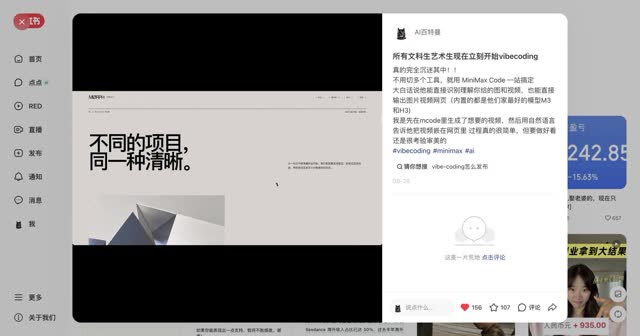 首页
点点
RED
直播
发布
通知
消息
我
更多
关于我们
不同的项目，
同一种清晰。
AI百特曼
所有文科生艺术生现在立刻开始vibecoding
真的完全沉迷其中！！
不用切多个工具，就用 MiniMax Code 一站搞定
大白话说他能直接识别理解你给的图和视频，也能直接
输出图片视频网页（内置的都是他们家最好的模型M3
和H3）
我是先在mcode里生成了想要的视频，然后用自然语言
告诉他把视频嵌在网页里 过程真的很简单，但要做好看
还是很考验审美的
#vibecoding #minimax #ai
猜你想搜 vibe-coding怎么发布
06-24
这是一片荒地 点击评论
说点什么...
156
107
评论
盈亏
242.85
-15.63%
657
业拿到大结果
人民币元 + 935.00